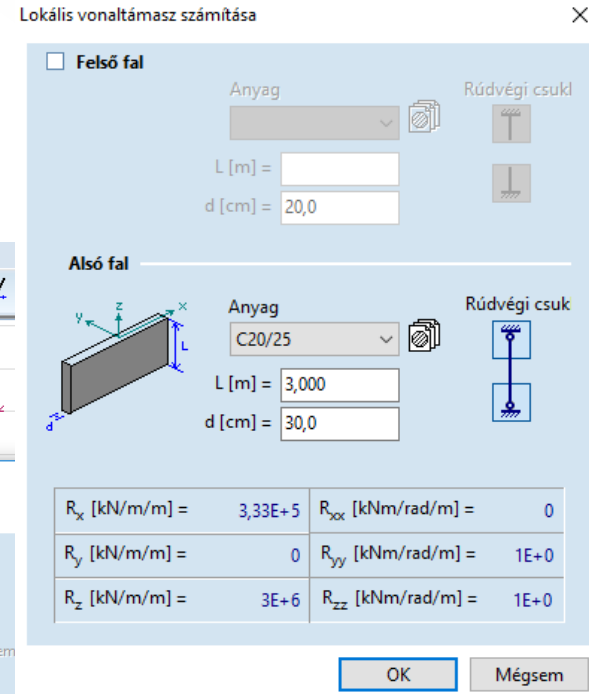 Lokális vonaltámasz számítása
Felső fal
Anyag
Rúdvégi csukl
L [m] =
d [cm] = 20,0
Alsó fal
Anyag
Rúdvégi csuk
C20/25
L [m] = 3,000
d [cm] = 30,0
z
y
x
L
d
Rx [kN/m/m] = 3,33E+5 Rxx [kNm/rad/m] = 0
Ry [kN/m/m] = 0 Ryy [kNm/rad/m] = 1E+0
Rz [kN/m/m] = 3E+6 Rzz [kNm/rad/m] = 1E+0
em
OK Mégsem